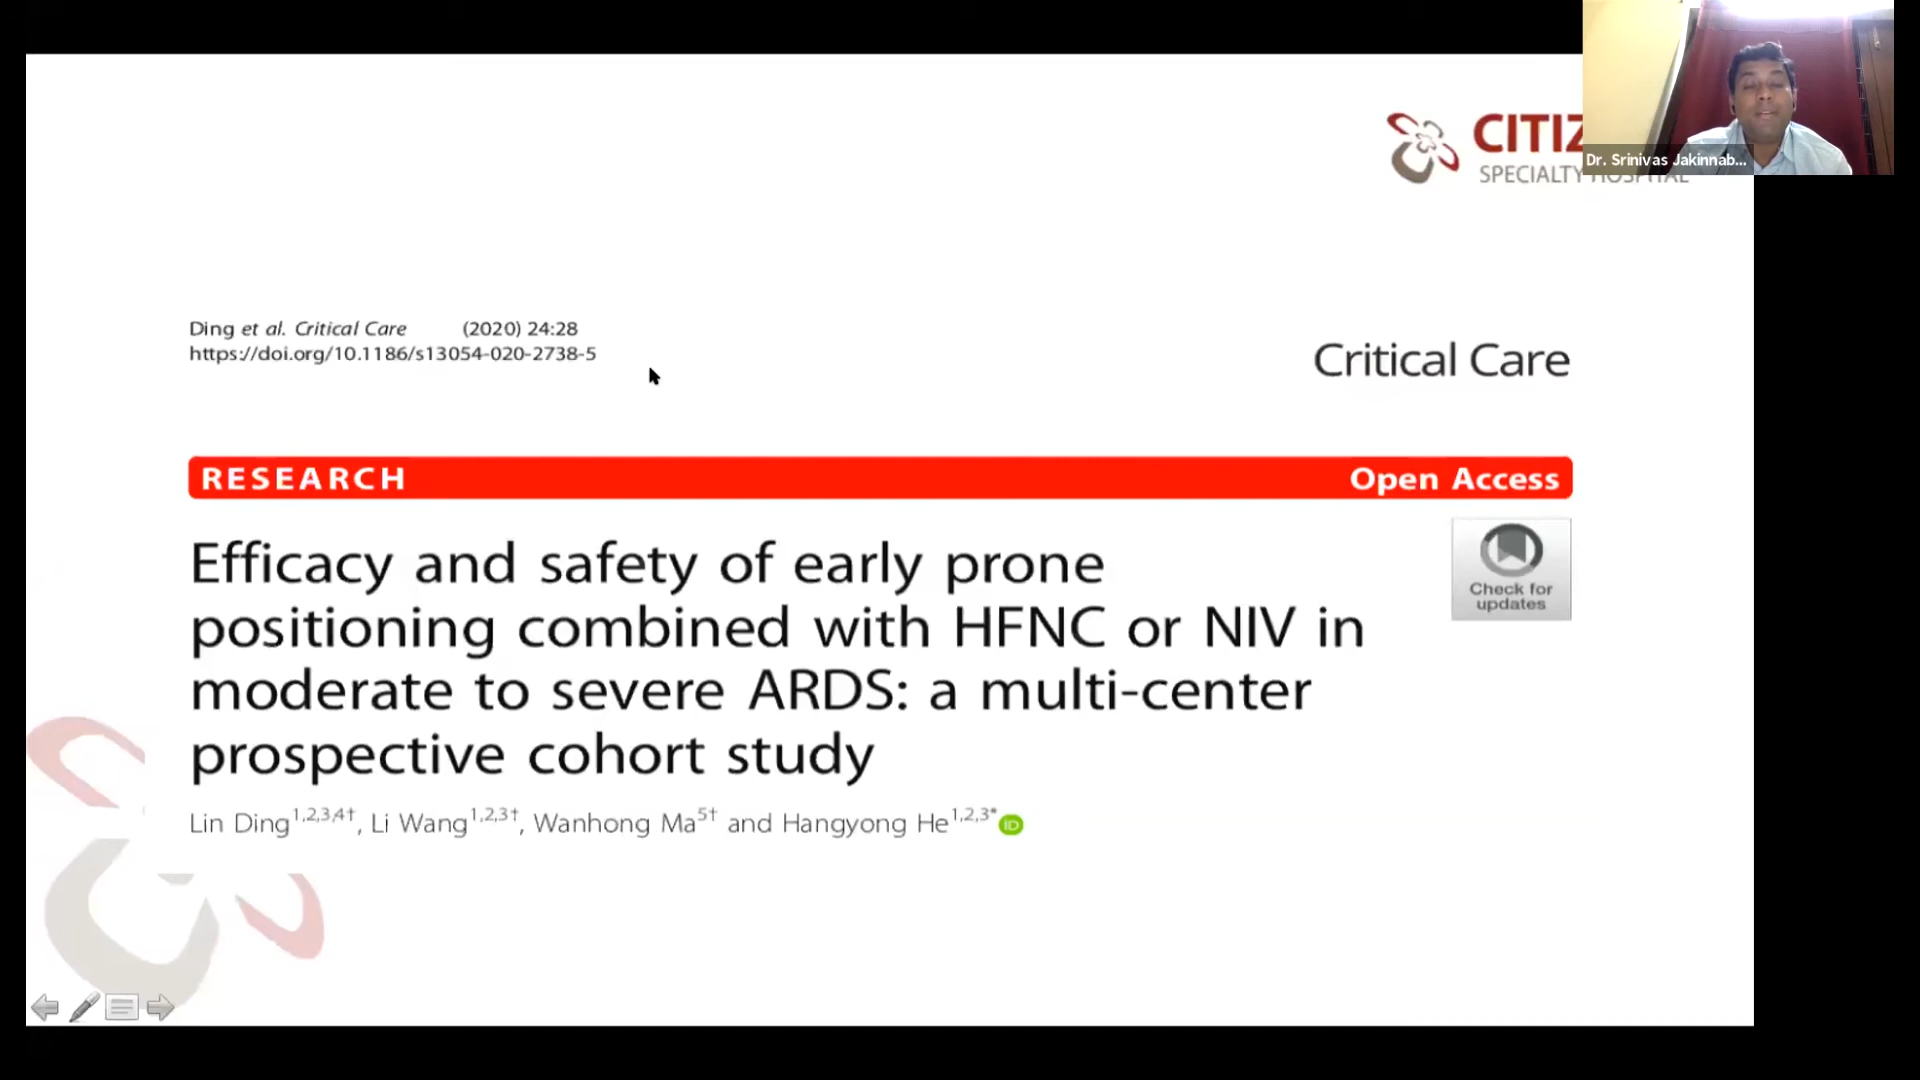 CITIZ
SPECIALTY HOSPITAL
Dr. Srinivas Jakinnab...
Ding et al. Critical Care (2020) 24:28
https://doi.org/10.1186/s13054-020-2738-5
Critical Care
RESEARCH Open Access
Efficacy and safety of early prone
positioning combined with HFNC or NIV in
moderate to severe ARDS: a multi-center
prospective cohort study
Check for
updates
Lin Ding1,2,3,4†, Li Wang1,2,3†, Wanhong Ma5† and Hangyong He1,2,3* iD